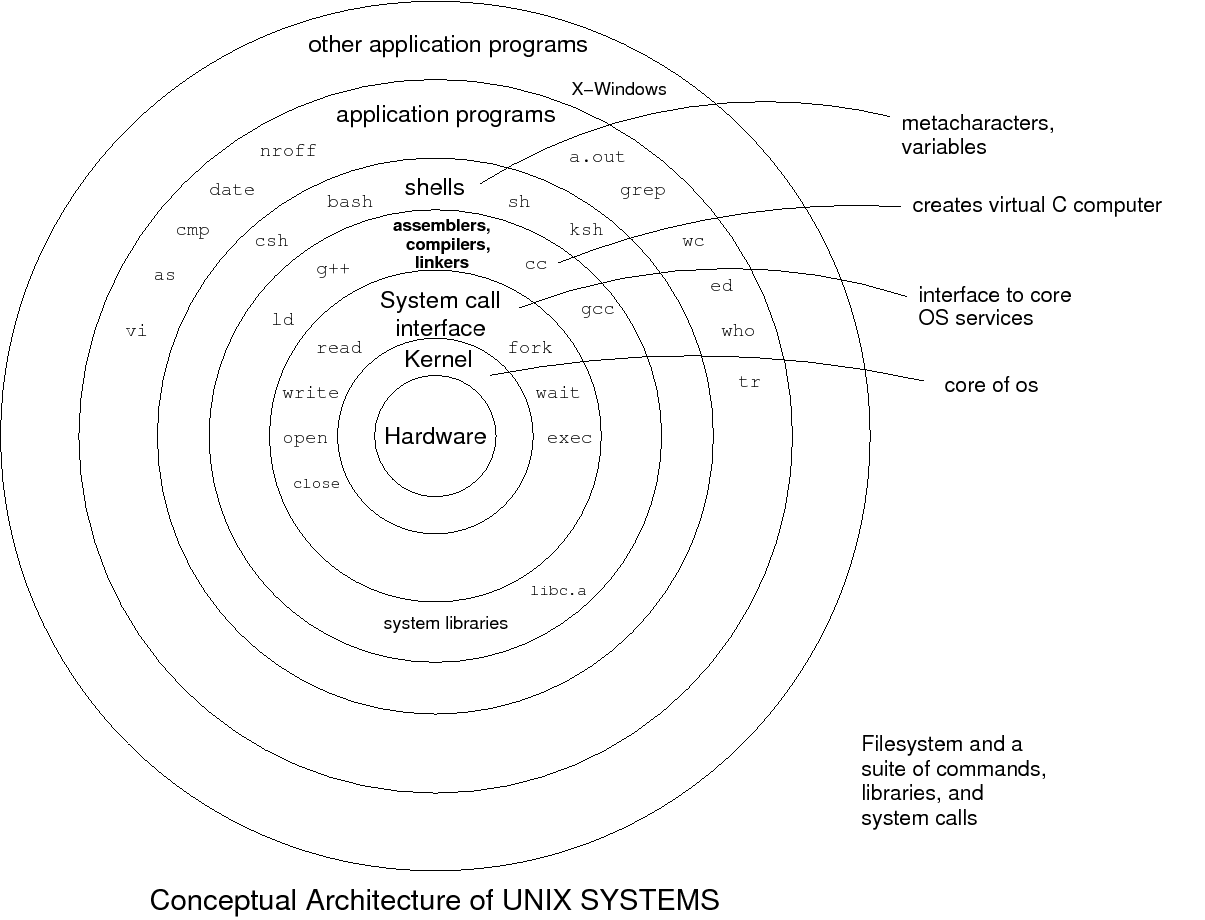 other application programs
X−Windows
application programs
metacharacters,
variables
nroff
a.out
date
shells
grep
bash
sh
creates virtual C computer
cmp
csh
assemblers,
compilers,
linkers
ksh
wc
as
g++
cc
ed
interface to core
OS services
System call
interface
gcc
ld
vi
who
read
fork
Kernel
tr
core of os
write
wait
open
Hardware
exec
close
libc.a
system libraries
Filesystem and a
suite of commands,
libraries, and
system calls
Conceptual Architecture of UNIX SYSTEMS